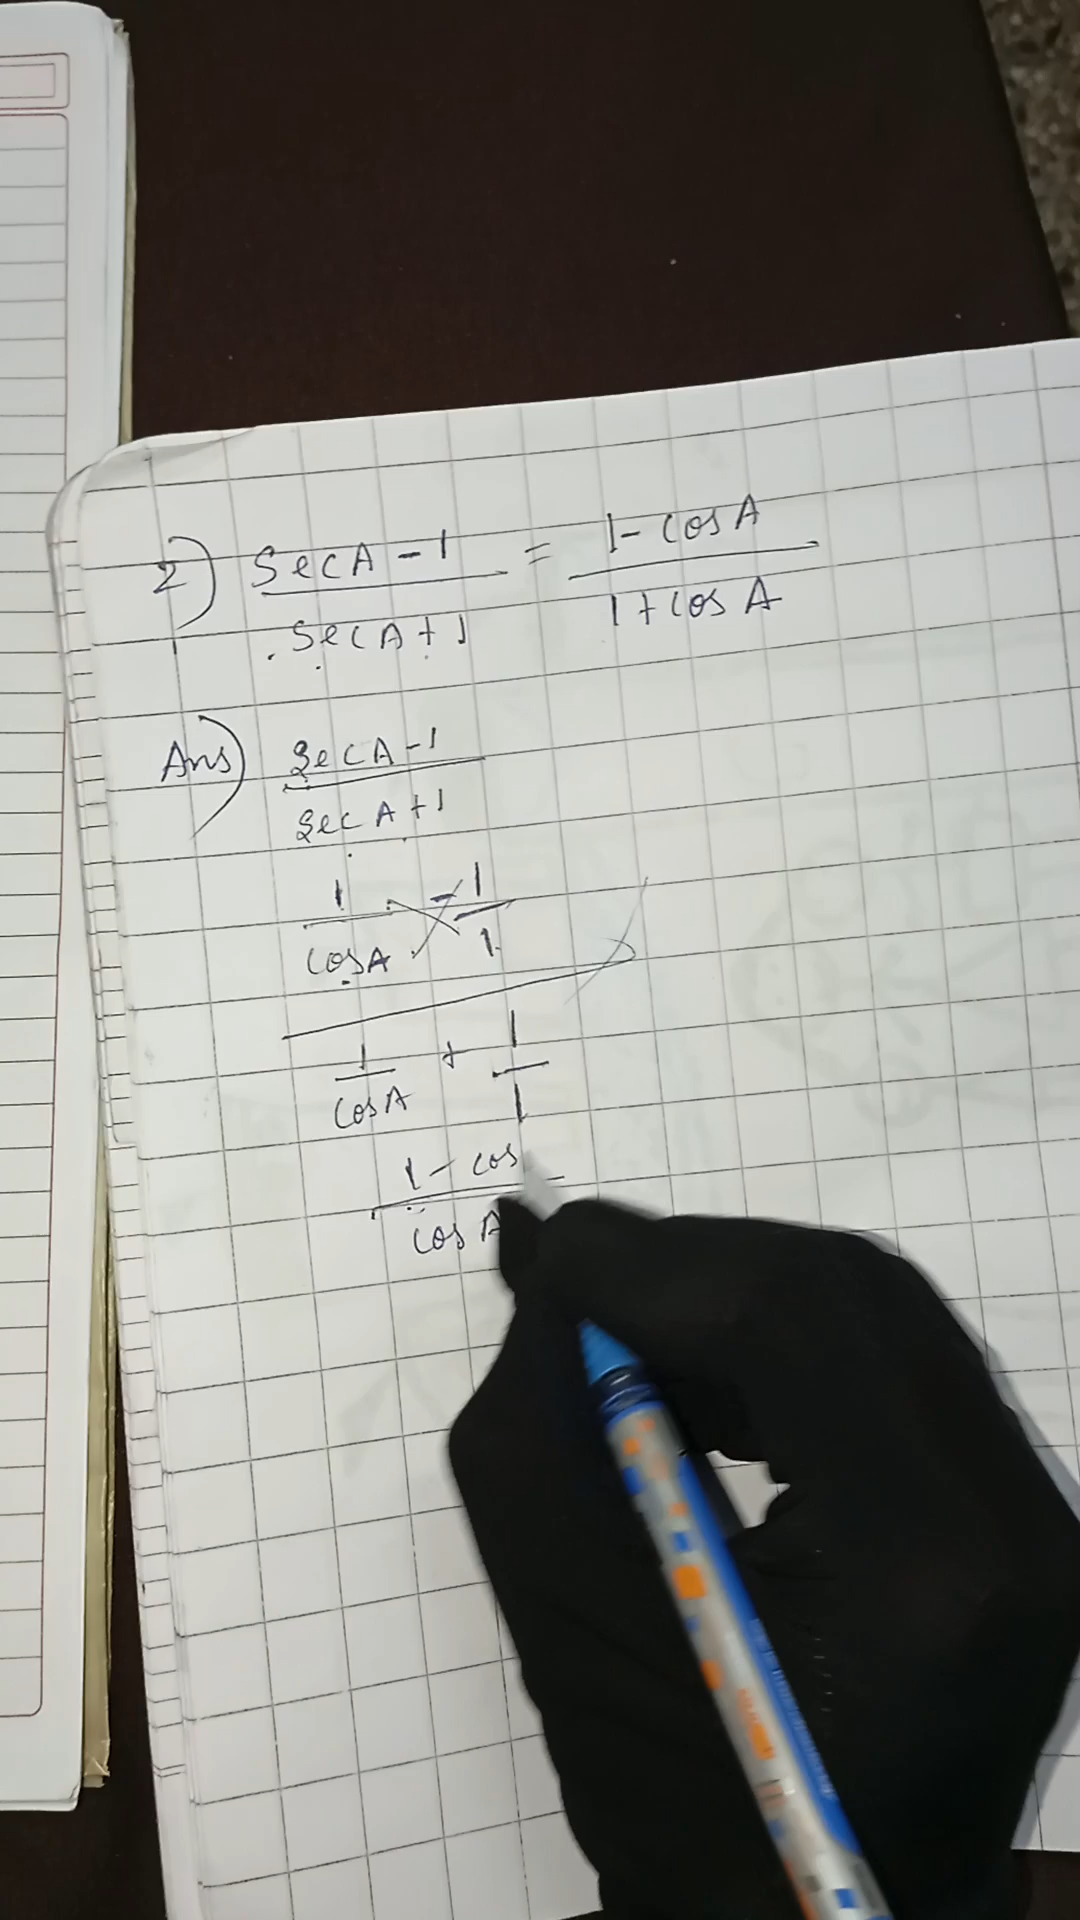 2) SecA - 1 = 1 - cosA
SecA + 1 1 + cosA
Ans) SecA - 1
SecA + 1
1 - 1
cosA 1
1 + 1
cosA 1
1 - cos
cosA